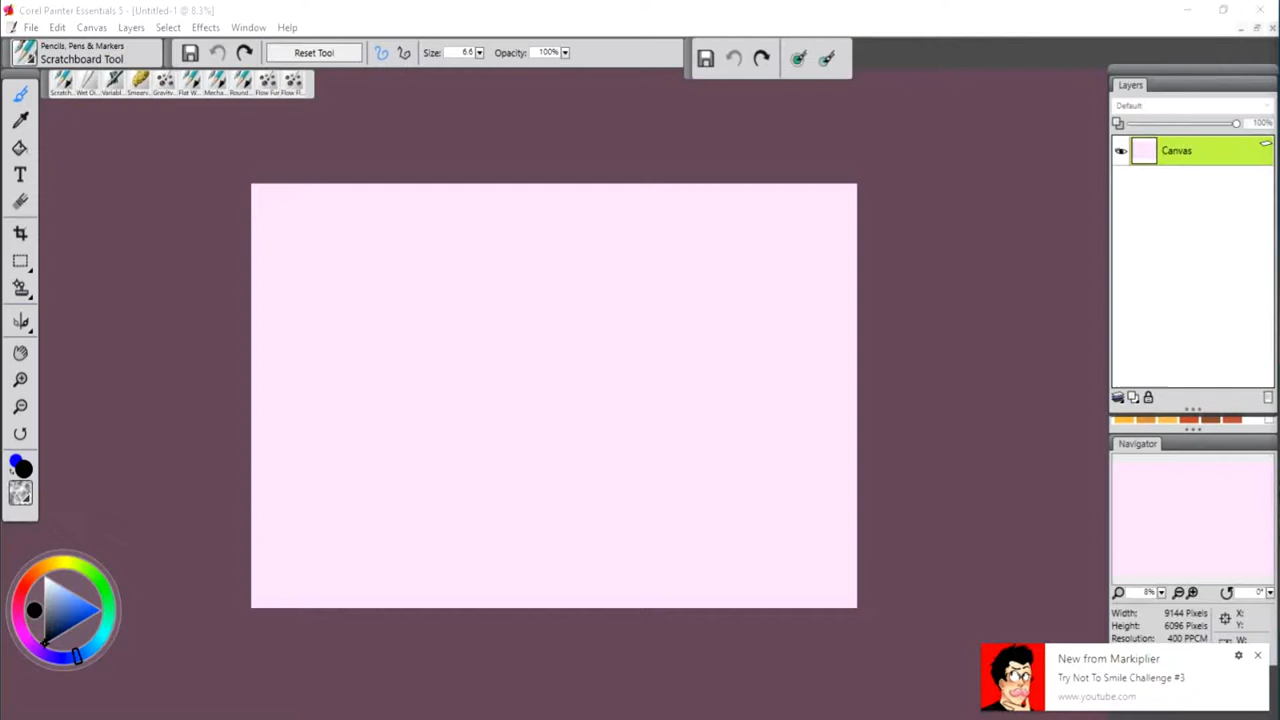 Corel Painter Essentials 5 - [Untitled-1 @ 8.3%]
File Edit Canvas Layers Select Effects Window Help
Pencils, Pens & Markers
Scratchboard Tool
Reset Tool
Size: 6.6
Opacity: 100%
Scratch... Wet Oi... Variabl... Smeary... Gravity... Flat W... Mecha... Round... Flow Fur Flow Fl...
T
Layers
Default
100%
Canvas
Navigator
8%
0°
Width: 9144 Pixels
Height: 6096 Pixels
Resolution: 400 PPCM
X:
Y:
W:
New from Markiplier
Try Not To Smile Challenge #3
www.youtube.com